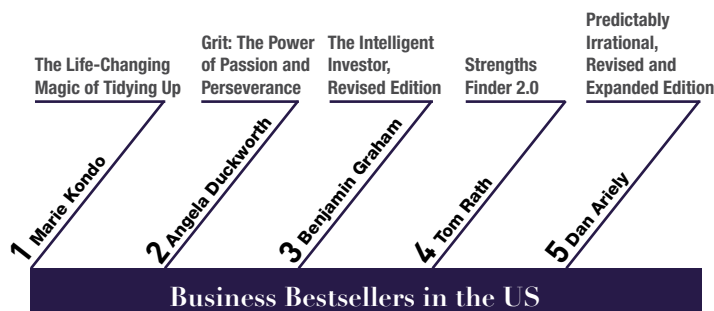 The Life-Changing
Magic of Tidying Up
1 Marie Kondo
Grit: The Power
of Passion and
Perseverance
2 Angela Duckworth
The Intelligent
Investor,
Revised Edition
3 Benjamin Graham
Strengths
Finder 2.0
4 Tom Rath
Predictably
Irrational,
Revised and
Expanded Edition
5 Dan Ariely
Business Bestsellers in the US